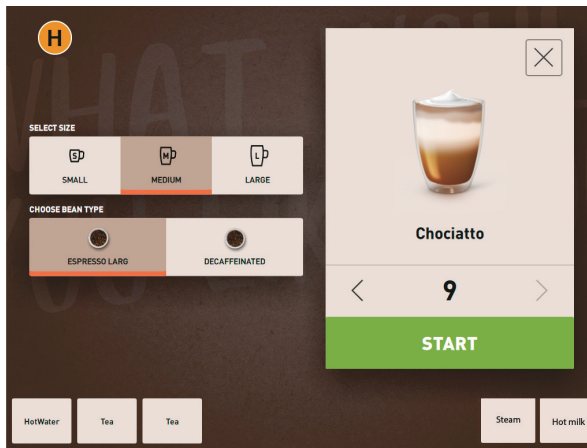 H
SELECT SIZE
S
M
L
SMALL
MEDIUM
LARGE
CHOOSE BEAN TYPE
ESPRESSO LARG
DECAFFEINATED
Chociatto
9
START
HotWater
Tea
Tea
Steam
Hot milk